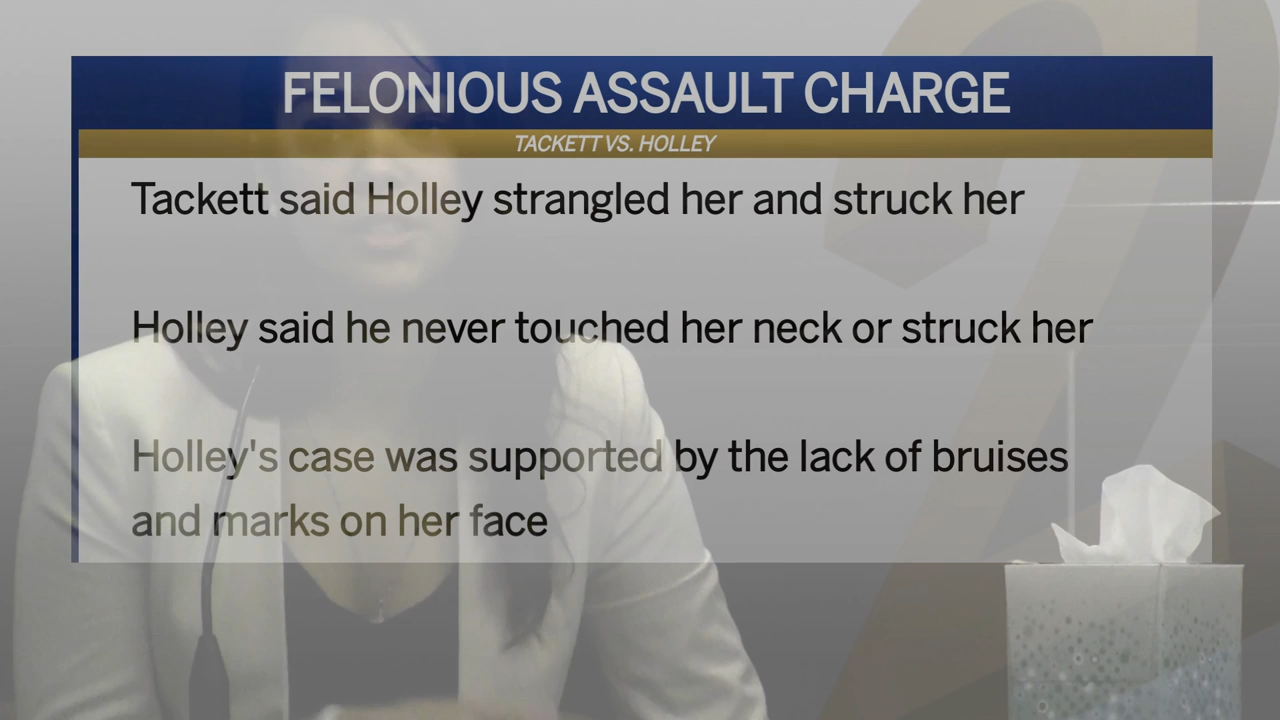 FELONIOUS ASSAULT CHARGE
TACKETT VS. HOLLEY
Tackett said Holley strangled her and struck her
Holley said he never touched her neck or struck her
Holley's case was supported by the lack of bruises
and marks on her face